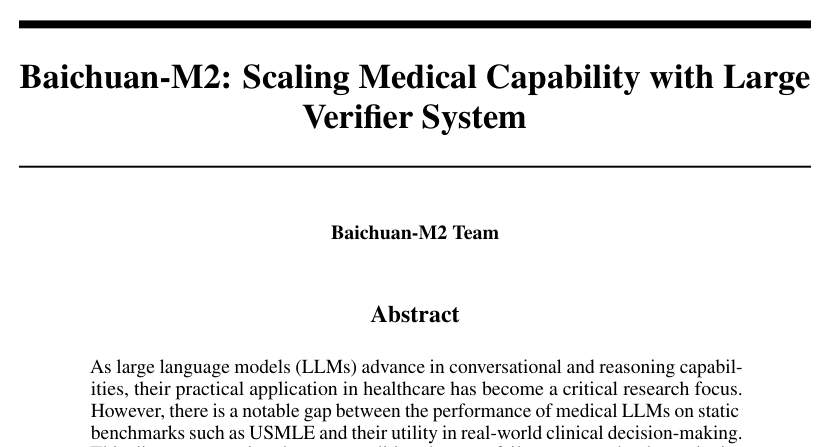 Baichuan-M2: Scaling Medical Capability with Large
Verifier System
Baichuan-M2 Team
Abstract
As large language models (LLMs) advance in conversational and reasoning capabil-
ities, their practical application in healthcare has become a critical research focus.
However, there is a notable gap between the performance of medical LLMs on static
benchmarks such as USMLE and their utility in real-world clinical decision-making.